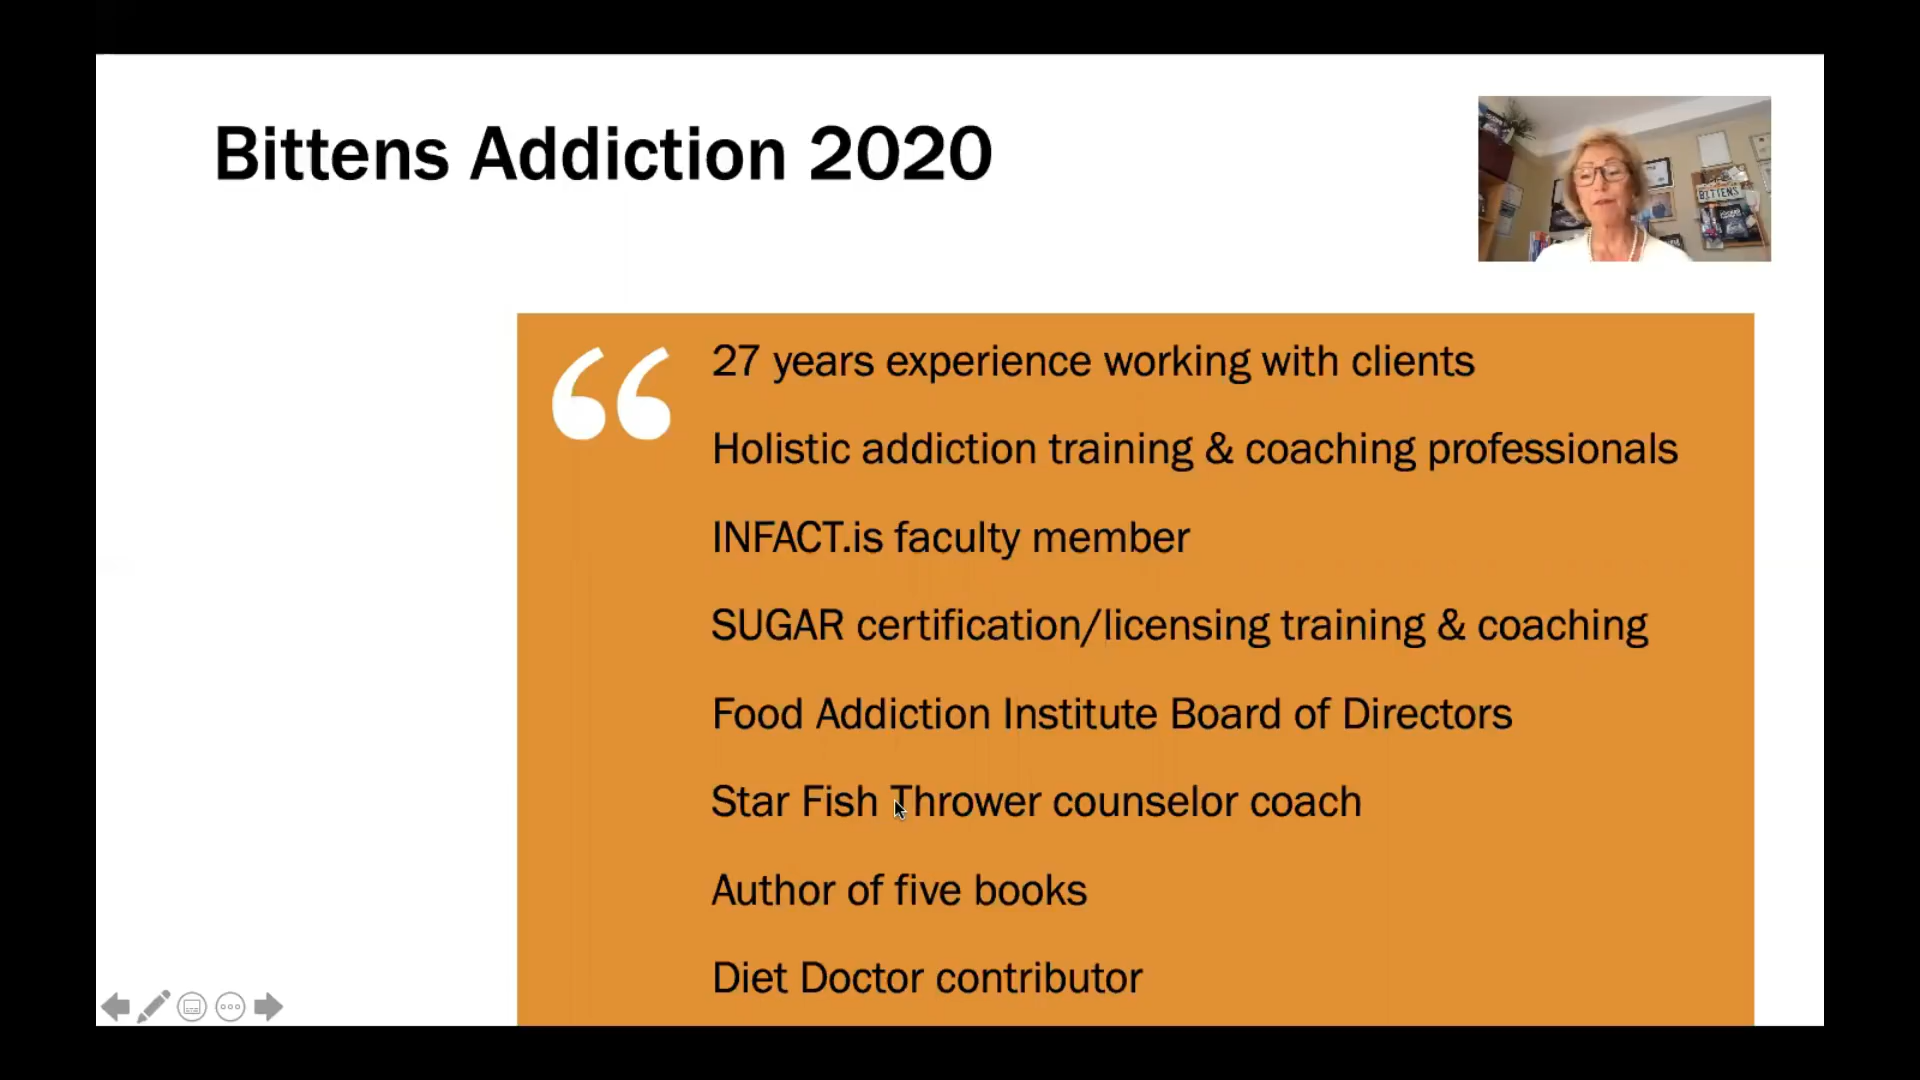 Bittens Addiction 2020
BITTENS
“
27 years experience working with clients
Holistic addiction training & coaching professionals
INFACT.is faculty member
SUGAR certification/licensing training & coaching
Food Addiction Institute Board of Directors
Star Fish Thrower counselor coach
Author of five books
Diet Doctor contributor